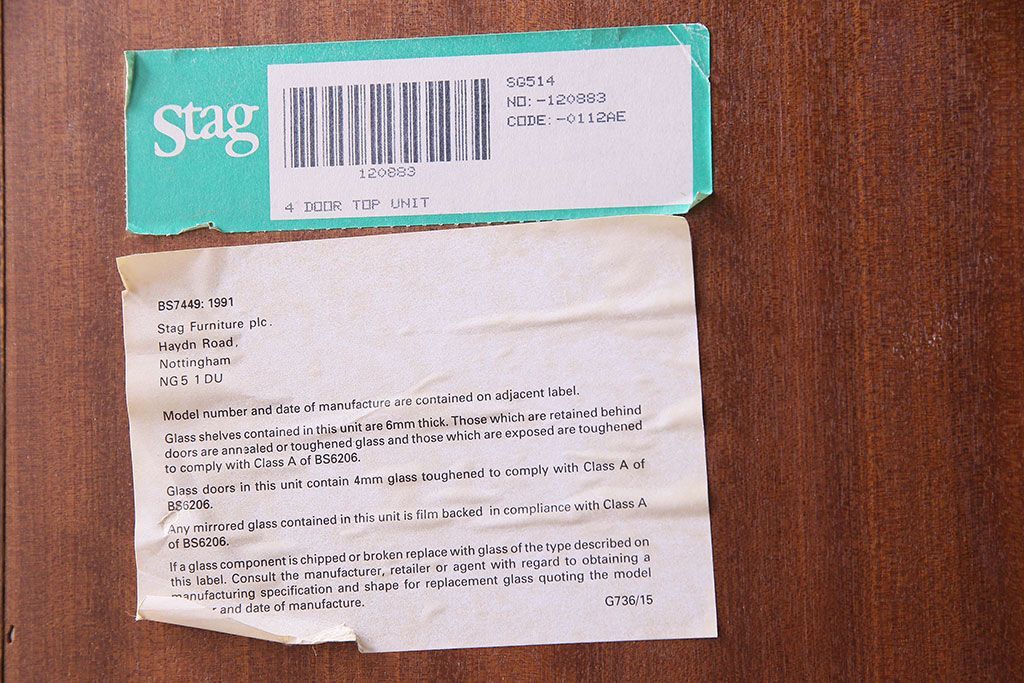 Stag
SG514
NO:-120883
CODE:-0112AE
120883
4 DOOR TOP UNIT
BS7449: 1991
Stag Furniture plc.
Haydn Road,
Nottingham
NG5 1DU
Model number and date of manufacture are contained on adjacent label.
Glass shelves contained in this unit are 6mm thick. Those which are retained behind
doors are annealed or toughened glass and those which are exposed are toughened
to comply with Class A of BS6206.
Glass doors in this unit contain 4mm glass toughened to comply with Class A of
BS6206.
Any mirrored glass contained in this unit is film backed in compliance with Class A
of BS6206.
If a glass component is chipped or broken replace with glass of the type described on
this label. Consult the manufacturer, retailer or agent with regard to obtaining a
manufacturing specification and shape for replacement glass quoting the model
and date of manufacture.
G736/15